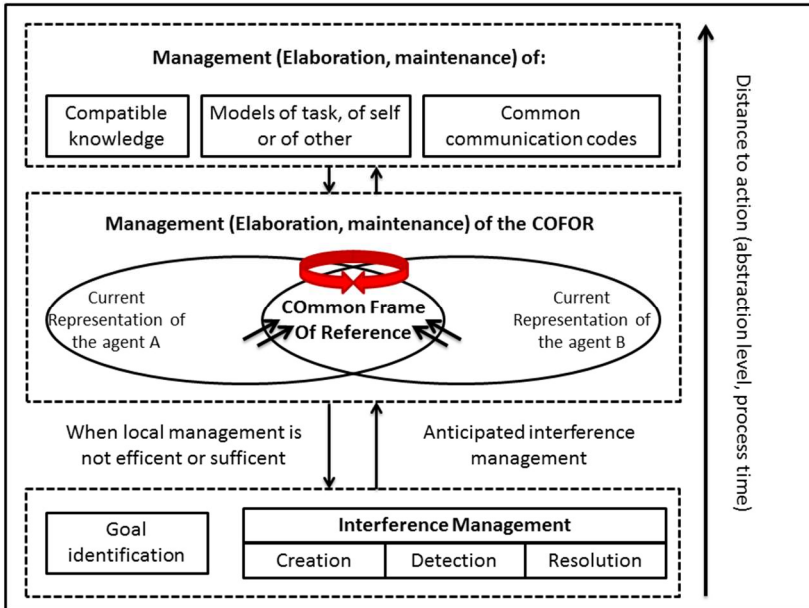 Management (Elaboration, maintenance) of:
Compatible
knowledge
Models of task, of self
or of other
Common
communication codes
Management (Elaboration, maintenance) of the COFOR
Current
Representation of
the agent A
COmmon Frame
Of Reference
Current
Representation of
the agent B
When local management is
not efficent or sufficent
Anticipated interference
management
Goal
identification
Interference Management
Creation
Detection
Resolution
Distance to action (abstraction level, process time)